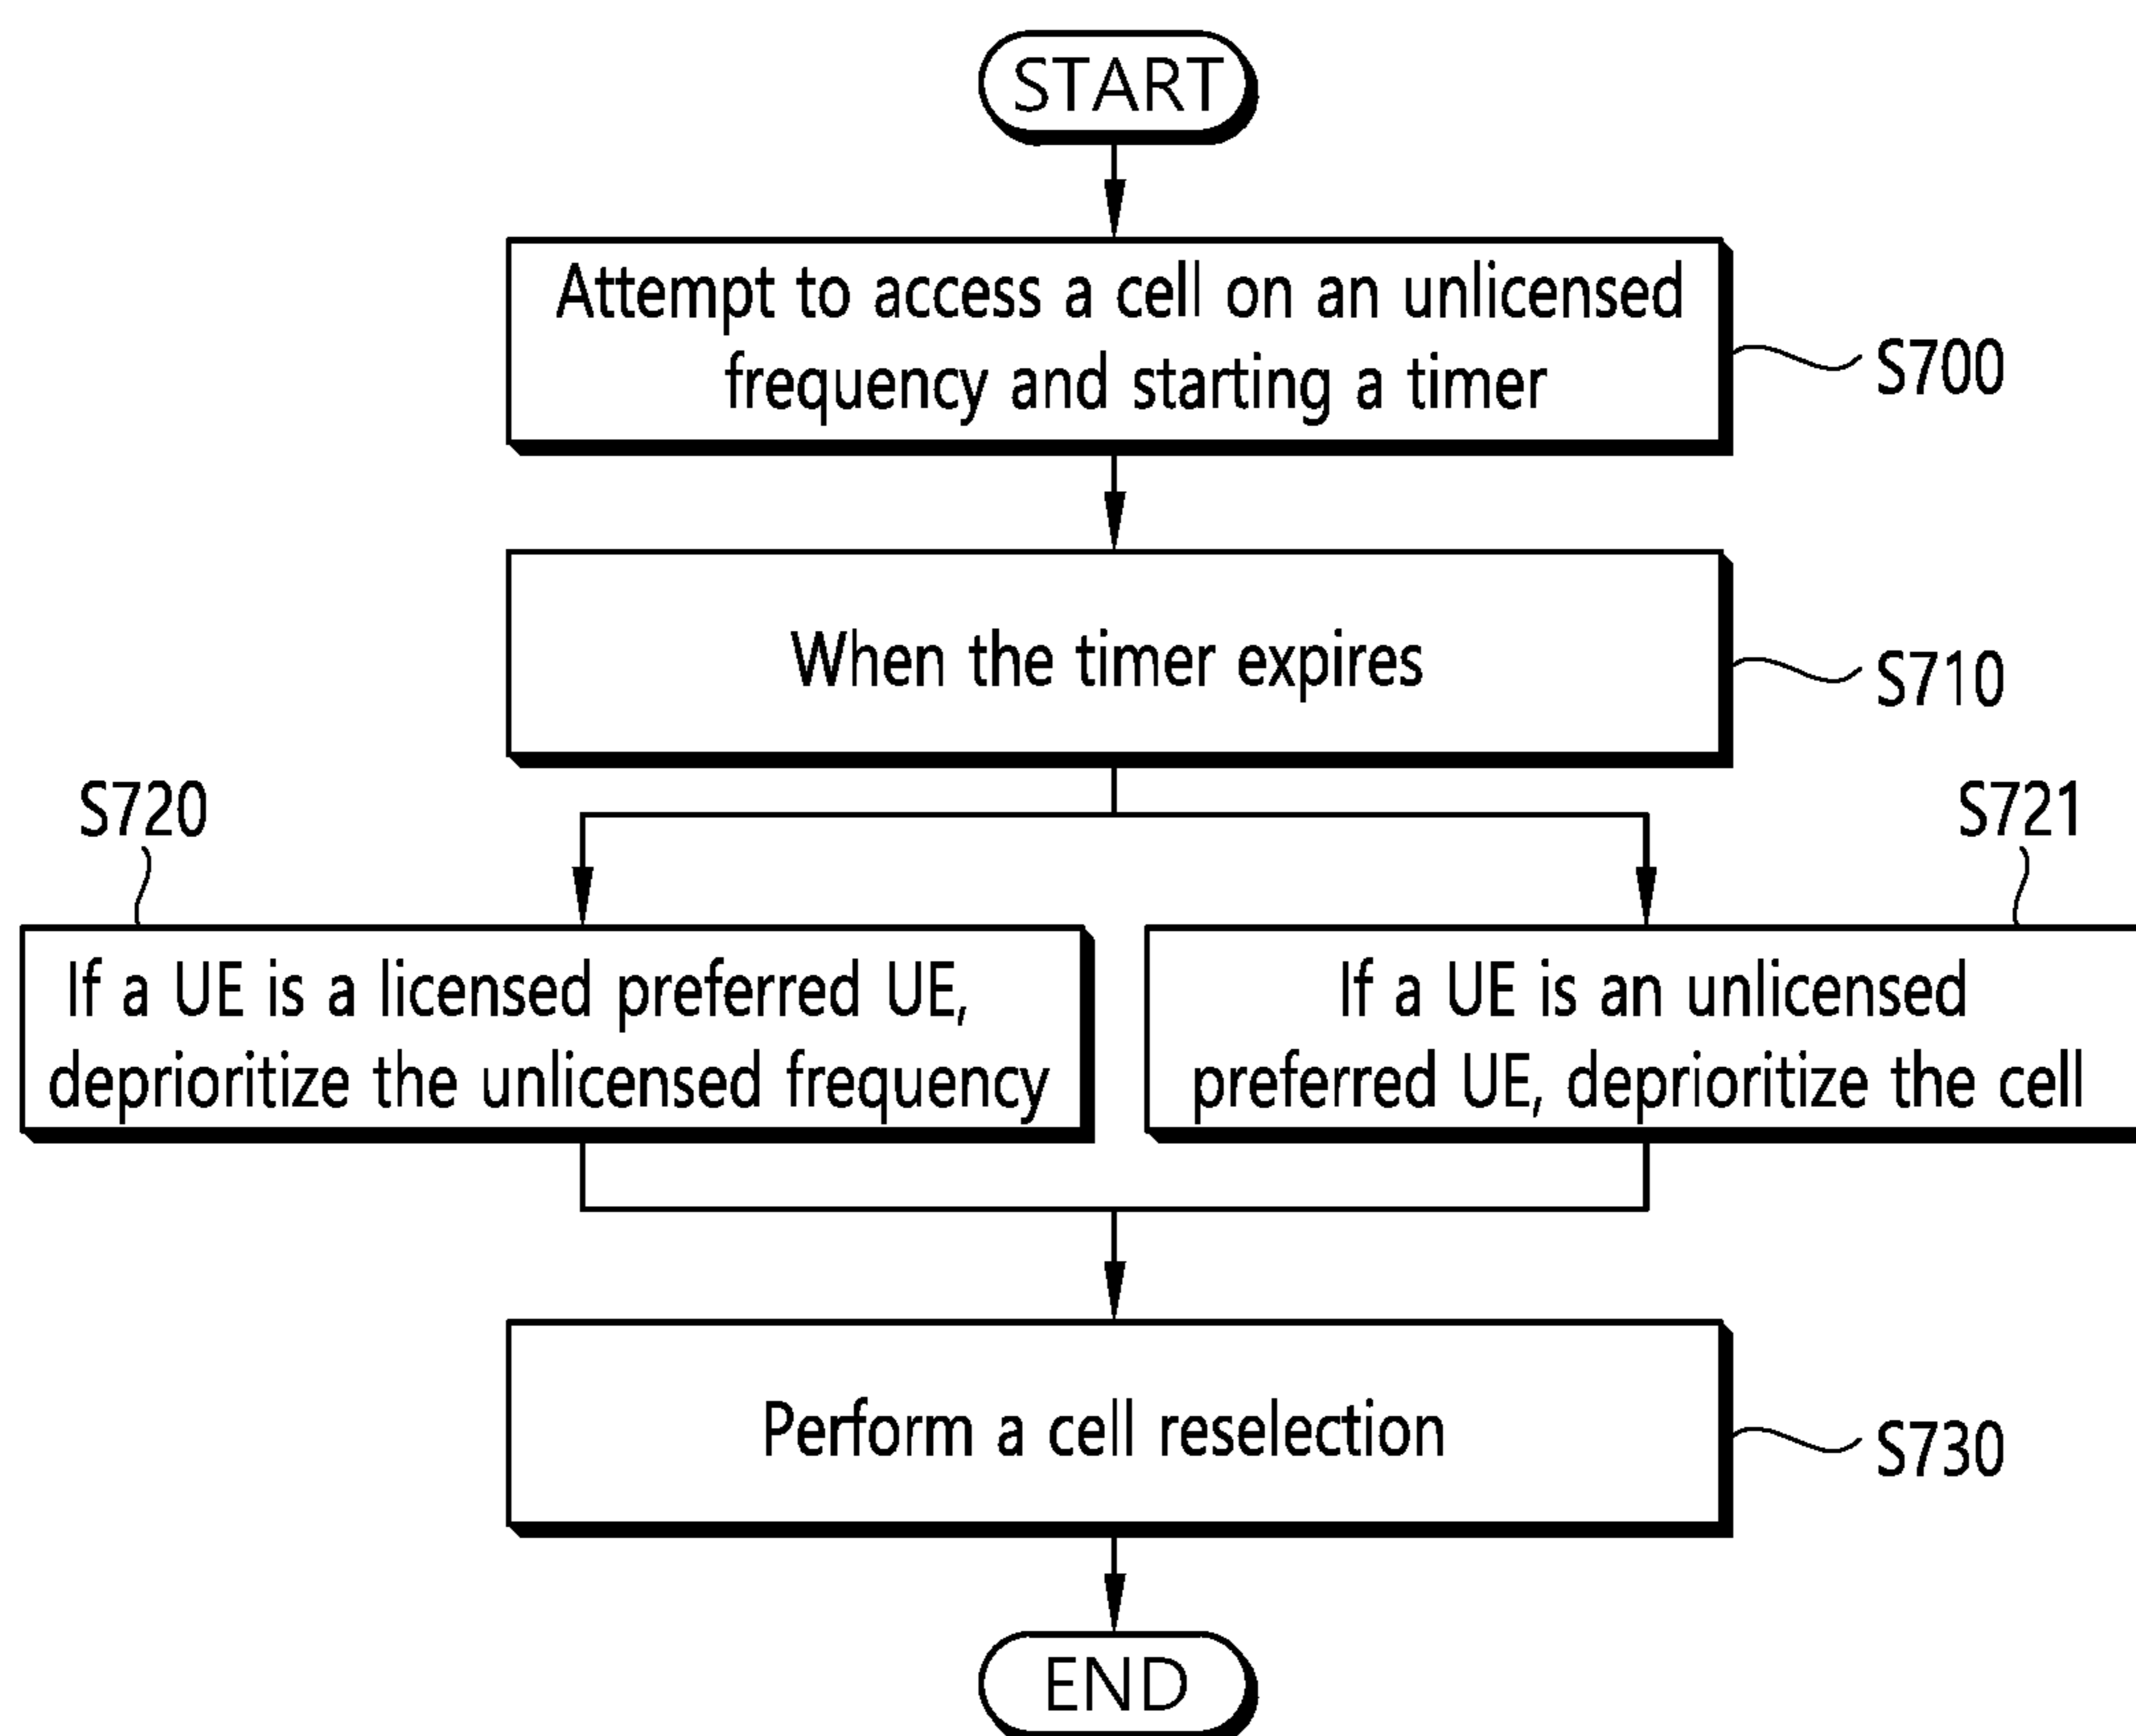 START
Attempt to access a cell on an unlicensed
frequency and starting a timer
S700
When the timer expires
S710
S720
S721
If a UE is a licensed preferred UE,
deprioritize the unlicensed frequency
If a UE is an unlicensed
preferred UE, deprioritize the cell
Perform a cell reselection
S730
END